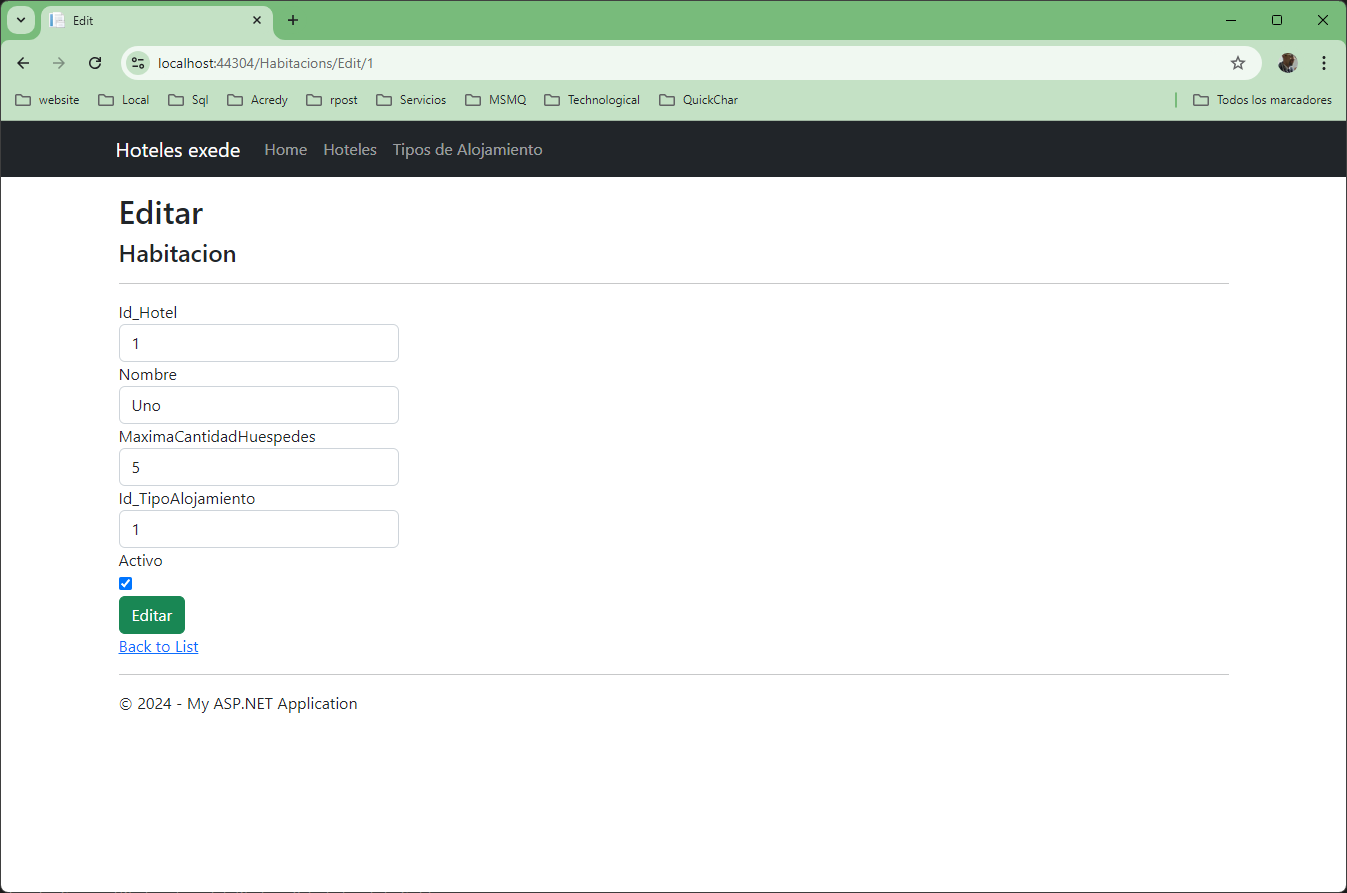 Edit
localhost:44304/Habitacions/Edit/1
website Local Sql Acredy rpost Servicios MSMQ Technological QuickChar Todos los marcadores
Hoteles exede Home Hoteles Tipos de Alojamiento
Editar
Habitacion
Id_Hotel
1
Nombre
Uno
MaximaCantidadHuespedes
5
Id_TipoAlojamiento
1
Activo
Editar
Back to List
© 2024 - My ASP.NET Application